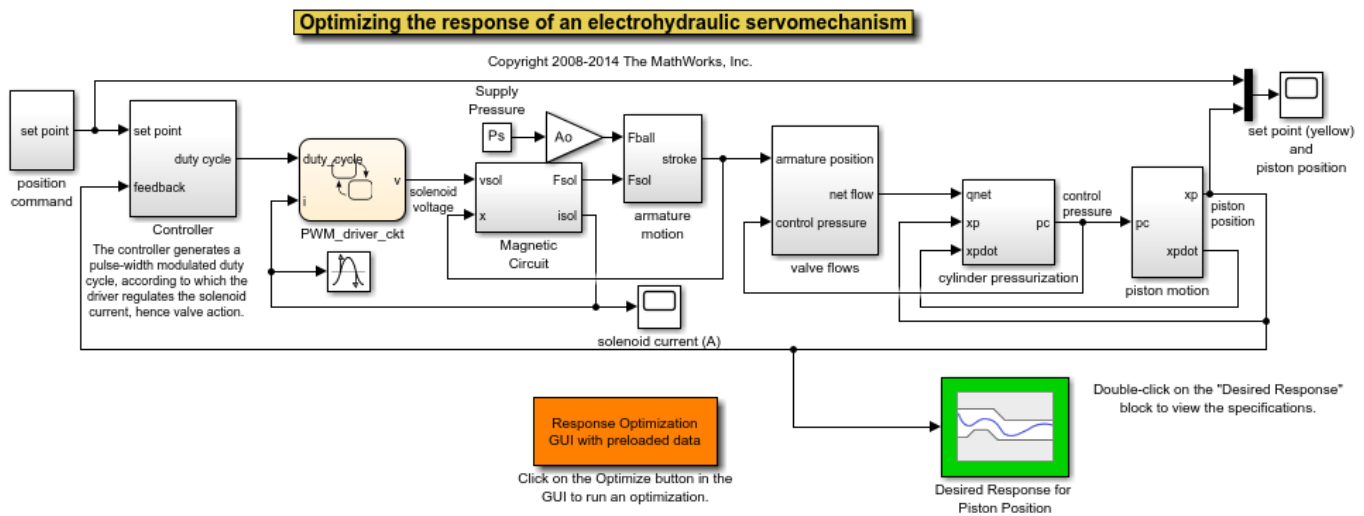 Optimizing the response of an electrohydraulic servomechanism
Copyright 2008-2014 The MathWorks, Inc.
set point
position
command
set point
duty cycle
feedback
Controller
The controller generates a
pulse-width modulated duty
cycle, according to which the
driver regulates the solenoid
current, hence valve action.
duty_cycle
v
i
PWM_driver_ckt
solenoid
voltage
Supply
Pressure
Ps
Ao
vsol
Fsol
x
isol
Magnetic
Circuit
Fball
stroke
Fsol
armature
motion
solenoid current (A)
armature position
net flow
control pressure
valve flows
qnet
xp
pc
xpdot
cylinder pressurization
control
pressure
xp
pc
xpdot
piston motion
piston
position
set point (yellow)
and
piston position
Response Optimization
GUI with preloaded data
Click on the Optimize button in the
GUI to run an optimization.
Desired Response for
Piston Position
Double-click on the "Desired Response"
block to view the specifications.